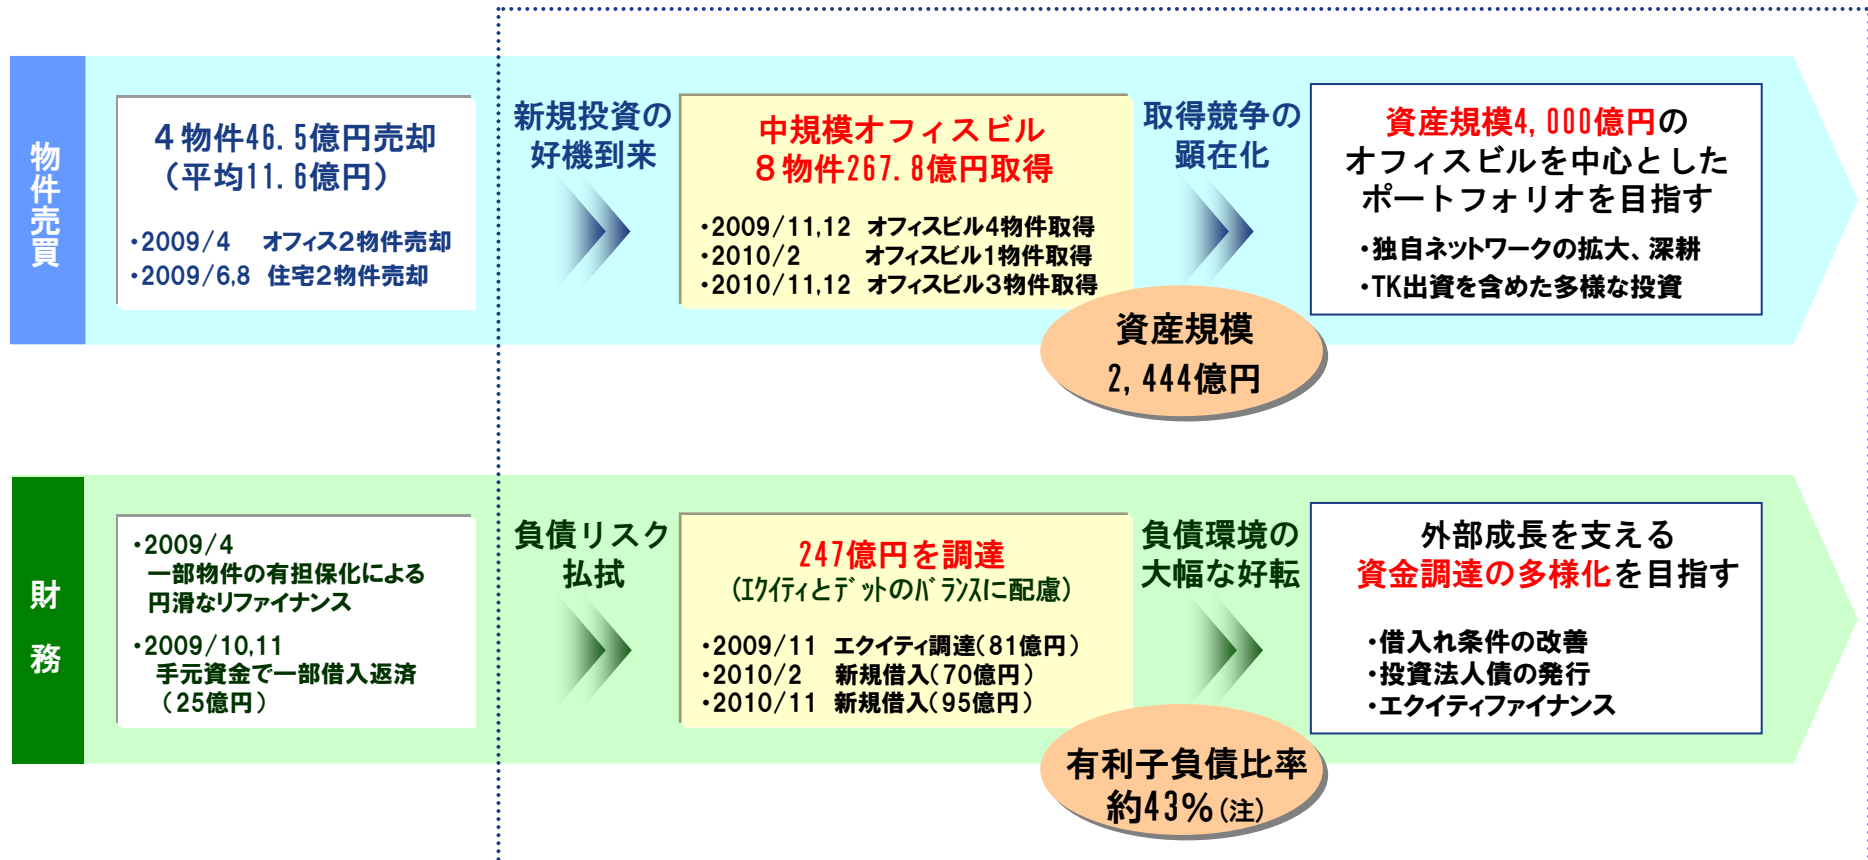 物件売買
４物件46.5億円売却
（平均11.6億円）
・2009/4　オフィス2物件売却
・2009/6,8 住宅2物件売却
新規投資の
好機到来
中規模オフィスビル
８物件267.8億円取得
・2009/11,12 オフィスビル4物件取得
・2010/2　オフィスビル1物件取得
・2010/11,12 オフィスビル3物件取得
取得競争の
顕在化
資産規模4,000億円の
オフィスビルを中心とした
ポートフォリオを目指す
・独自ネットワークの拡大、深耕
・TK出資を含めた多様な投資
資産規模
2,444億円
財務
・2009/4
一部物件の有担保化による
円滑なリファイナンス
・2009/10,11
手元資金で一部借入返済
（25億円）
負債リスク
払拭
247億円を調達
(ｴｸｲﾃｨとﾃﾞｯﾄのﾊﾞﾗﾝｽに配慮)
・2009/11 エクイティ調達(81億円)
・2010/2 新規借入(70億円)
・2010/11 新規借入(95億円)
負債環境の
大幅な好転
外部成長を支える
資金調達の多様化を目指す
・借入れ条件の改善
・投資法人債の発行
・エクイティファイナンス
有利子負債比率
約43%(注)